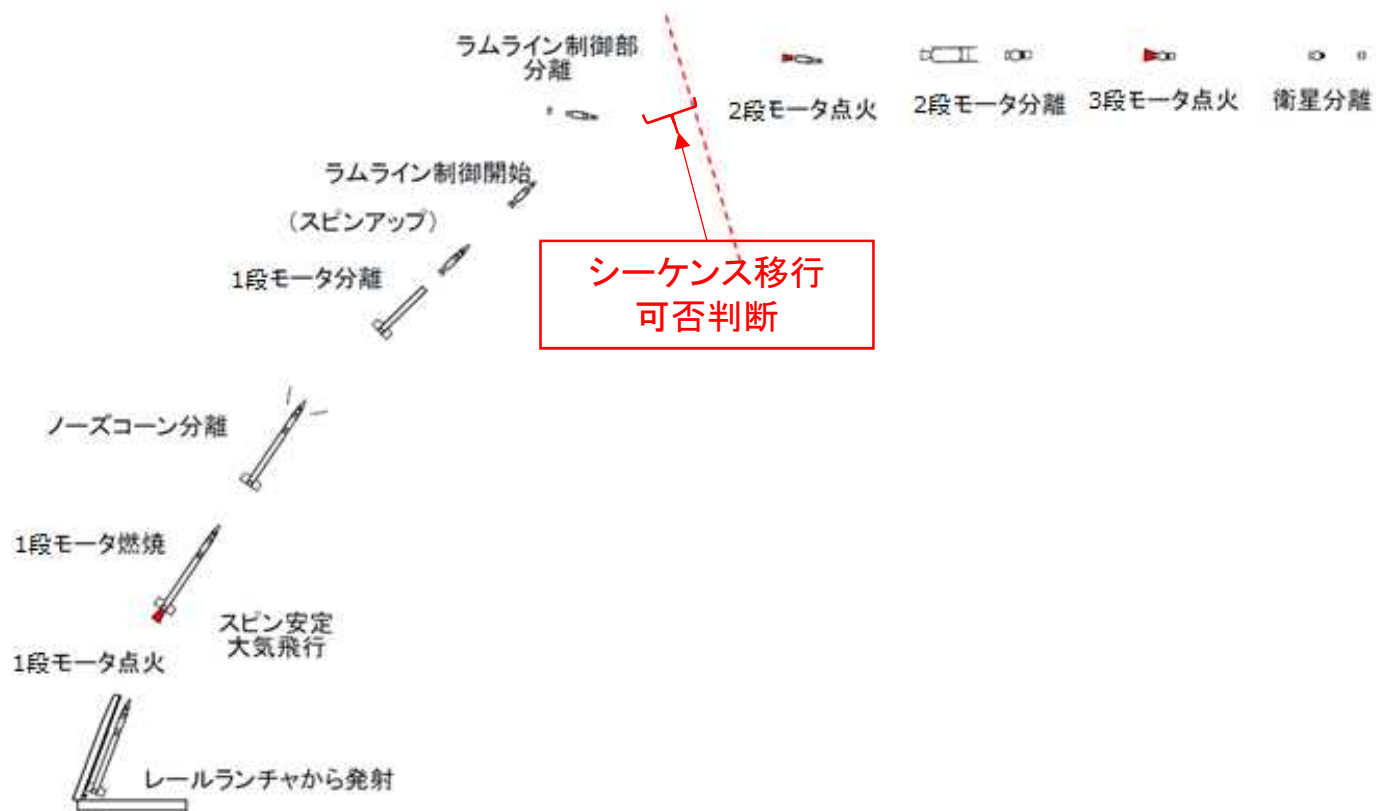 ラムライン制御部
分離
2段モータ点火
2段モータ分離
3段モータ点火
衛星分離
ラムライン制御開始
(スピンアップ)
1段モータ分離
シーケンス移行
可否判断
ノーズコーン分離
1段モータ燃焼
スピン安定
大気飛行
1段モータ点火
レールランチャから発射